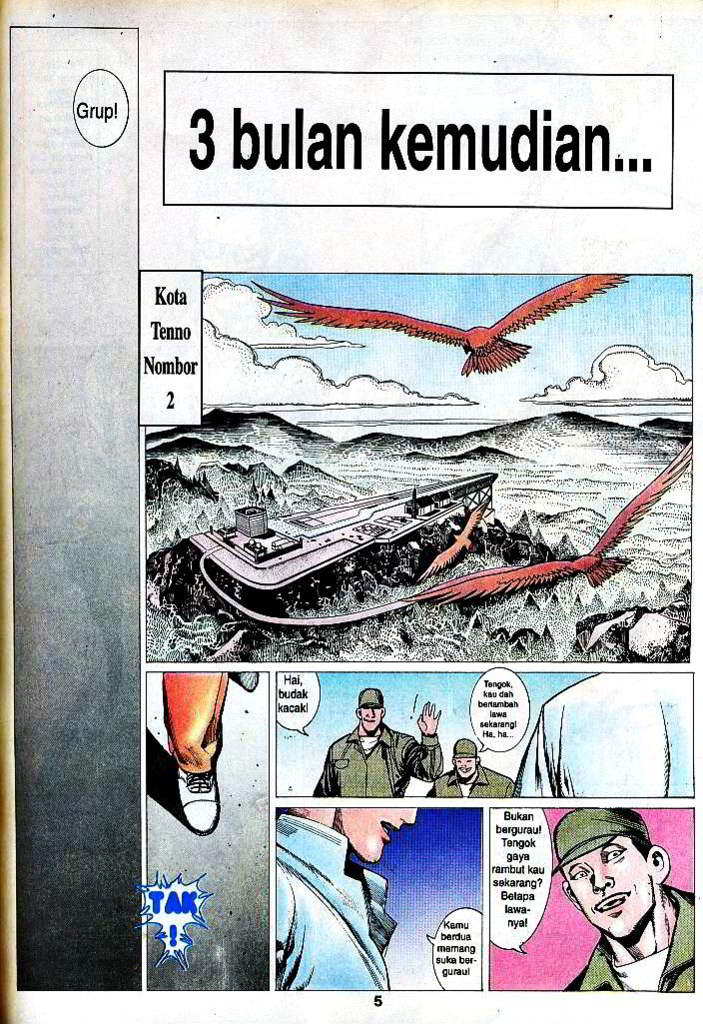 Grup!
3 bulan kemudian...
Kota
Tenno
Nombor
2
Hai,
budak
kacak!
Tengok,
kau dah
bertambah
lawa
sekarang!
Ha, ha...
TAK
!
Kamu
berdua
memang
suka ber-
gurau!
Bukan
bergurau!
Tengok
gaya
rambut kau
sekarang?
Betapa
lawa-
nya!
5